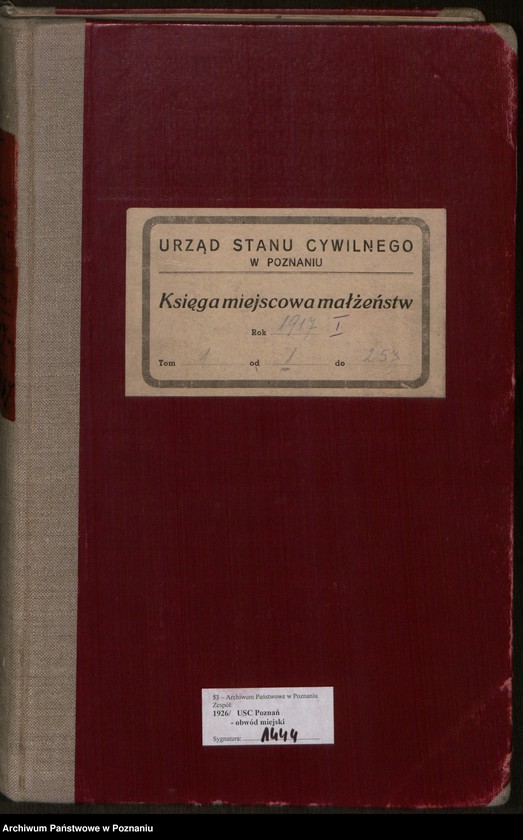 URZĄD STANU CYWILNEGO
W POZNANIU
Księga miejscowa małżeństw
Rok 1917 I
Tom 1 od 1 do 253
53 – Archiwum Państwowe w Poznaniu
Zespół:
1926/ USC Poznań
- obwód miejski
Sygnatura: 1444
Archiwum Państwowe w Poznaniu